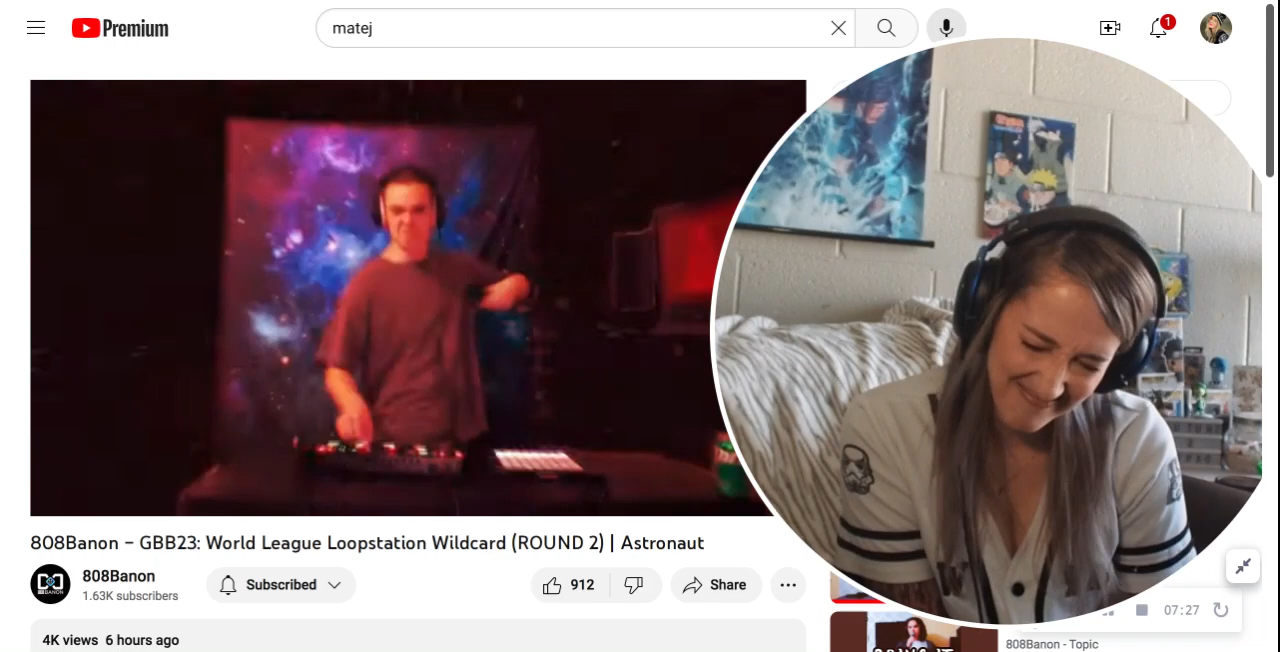 Premium
matej
1
808Banon – GBB23: World League Loopstation Wildcard (ROUND 2) | Astronaut
808Banon
1.63K subscribers
Subscribed
912
Share
4K views 6 hours ago
07:27
808Banon - Topic